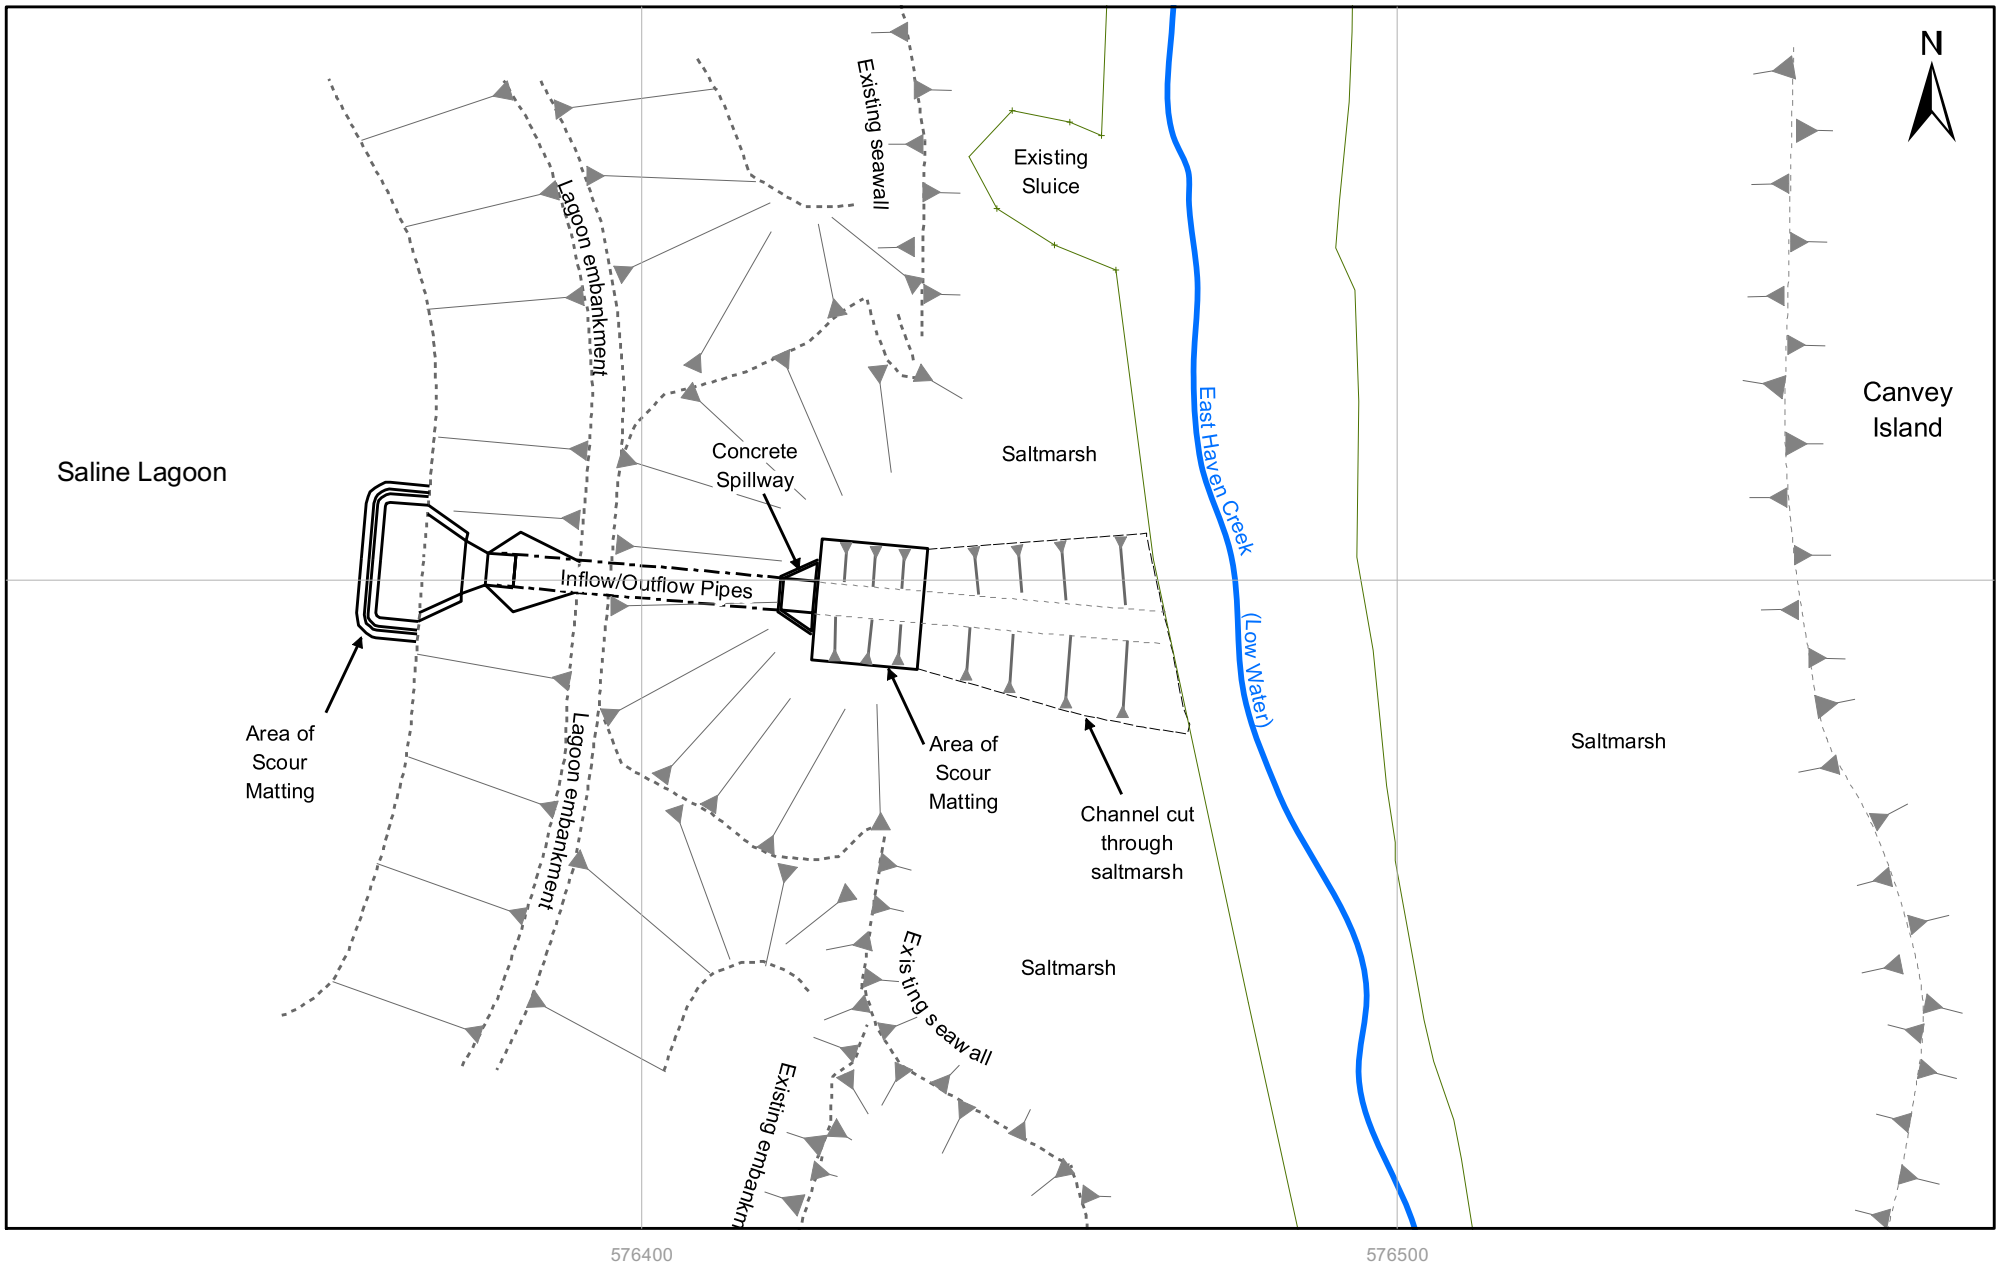 N
Existing seawall
Existing
Sluice
Lagoon embankment
Canvey
Island
East Haven Creek
(Low Water)
Concrete
Spillway
Saltmarsh
Saline Lagoon
Inflow/Outflow Pipes
Area of
Scour
Matting
Lagoon embankment
Area of
Scour
Matting
Channel cut
through
saltmarsh
Saltmarsh
Existing seawall
Saltmarsh
Existing embankm
576400
576500